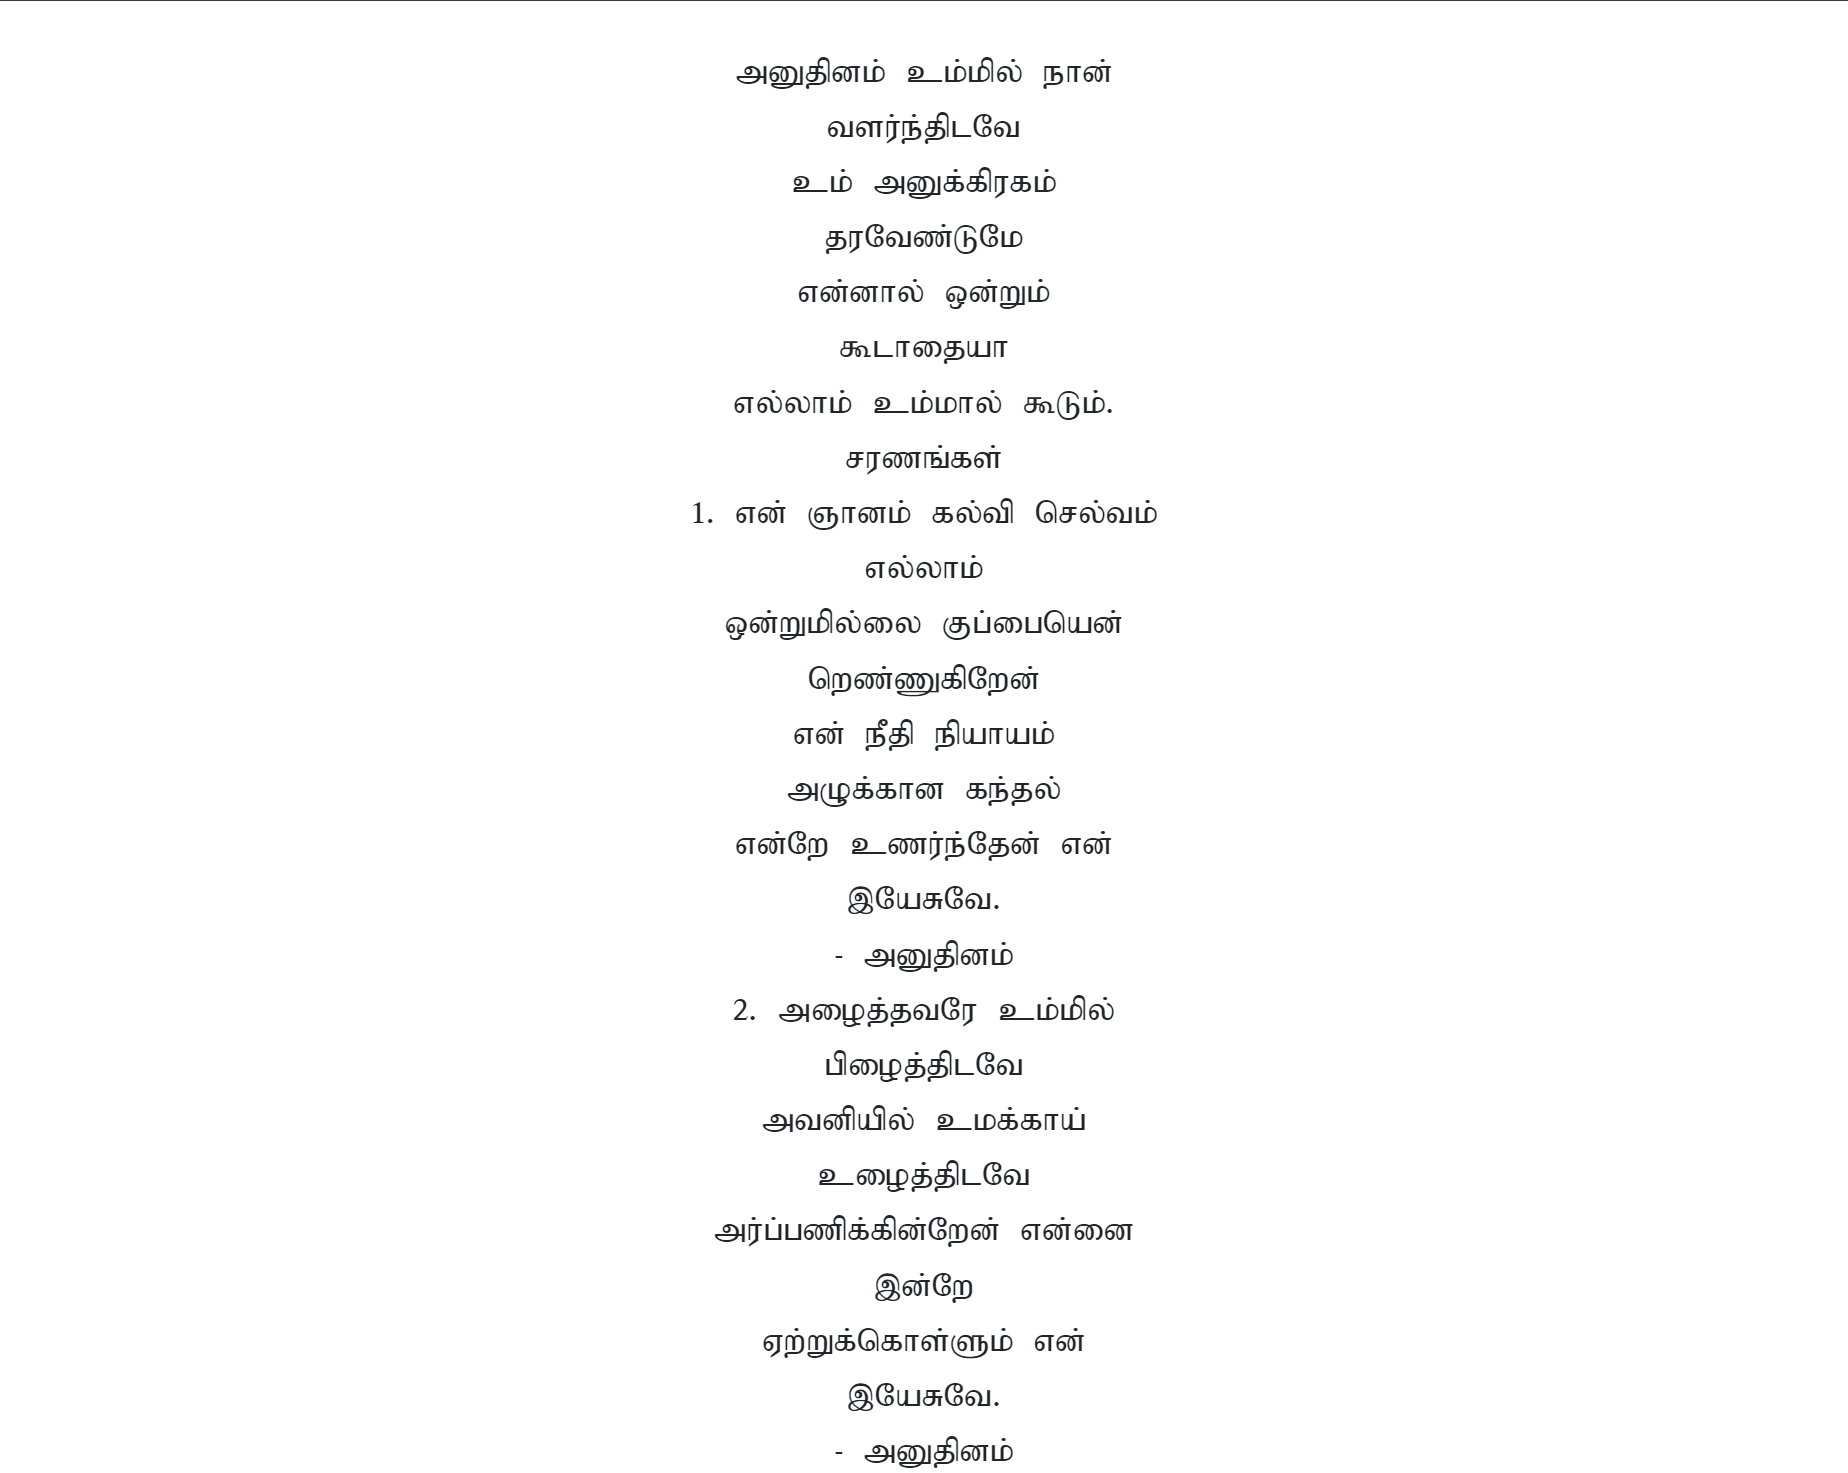 அனுதினம் உம்மில் நான்
வளர்ந்திடவே
உம் அனுக்கிரகம்
தரவேண்டுமே
என்னால் ஒன்றும்
கூடாதையா
எல்லாம் உம்மால் கூடும்.
சரணங்கள்
1. என் ஞானம் கல்வி செல்வம்
எல்லாம்
ஒன்றுமில்லை குப்பையென்
றெண்ணுகிறேன்
என் நீதி நியாயம்
அழுக்கான கந்தல்
என்றே உணர்ந்தேன் என்
இயேசுவே.
- அனுதினம்
2. அழைத்தவரே உம்மில்
பிழைத்திடவே
அவனியில் உமக்காய்
உழைத்திடவே
அர்ப்பணிக்கின்றேன் என்னை
இன்றே
ஏற்றுக்கொள்ளும் என்
இயேசுவே.
- அனுதினம்